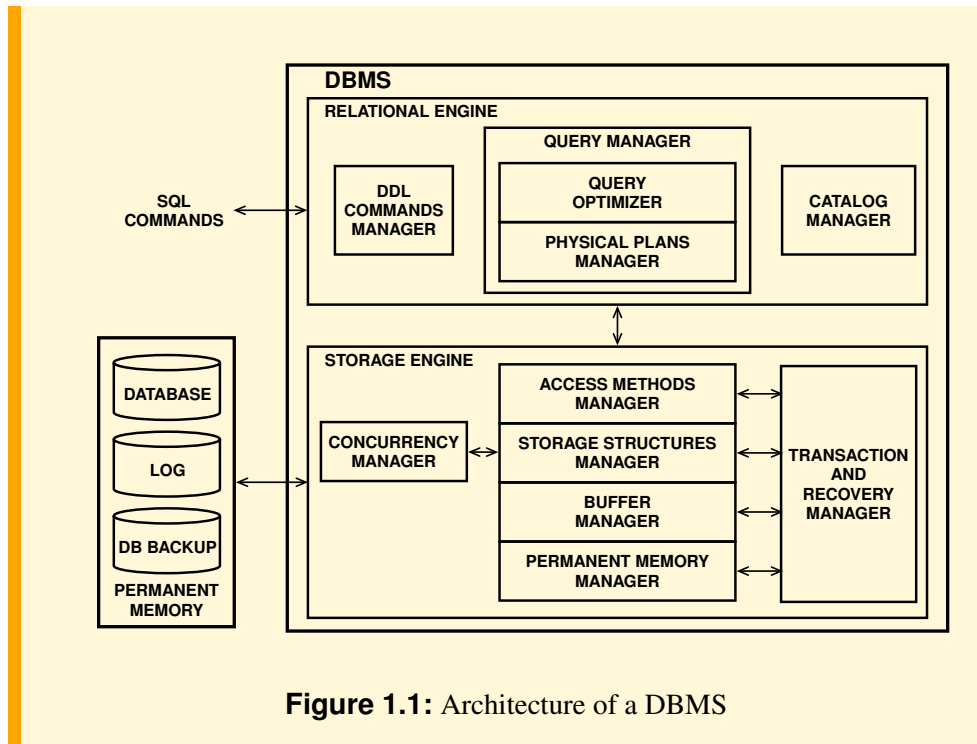 DBMS
RELATIONAL ENGINE
QUERY MANAGER
DDL
COMMANDS
MANAGER
QUERY
OPTIMIZER
PHYSICAL PLANS
MANAGER
CATALOG
MANAGER
SQL
COMMANDS
STORAGE ENGINE
DATABASE
LOG
DB BACKUP
PERMANENT
MEMORY
CONCURRENCY
MANAGER
ACCESS METHODS
MANAGER
STORAGE STRUCTURES
MANAGER
BUFFER
MANAGER
PERMANENT MEMORY
MANAGER
TRANSACTION
AND
RECOVERY
MANAGER
Figure 1.1: Architecture of a DBMS